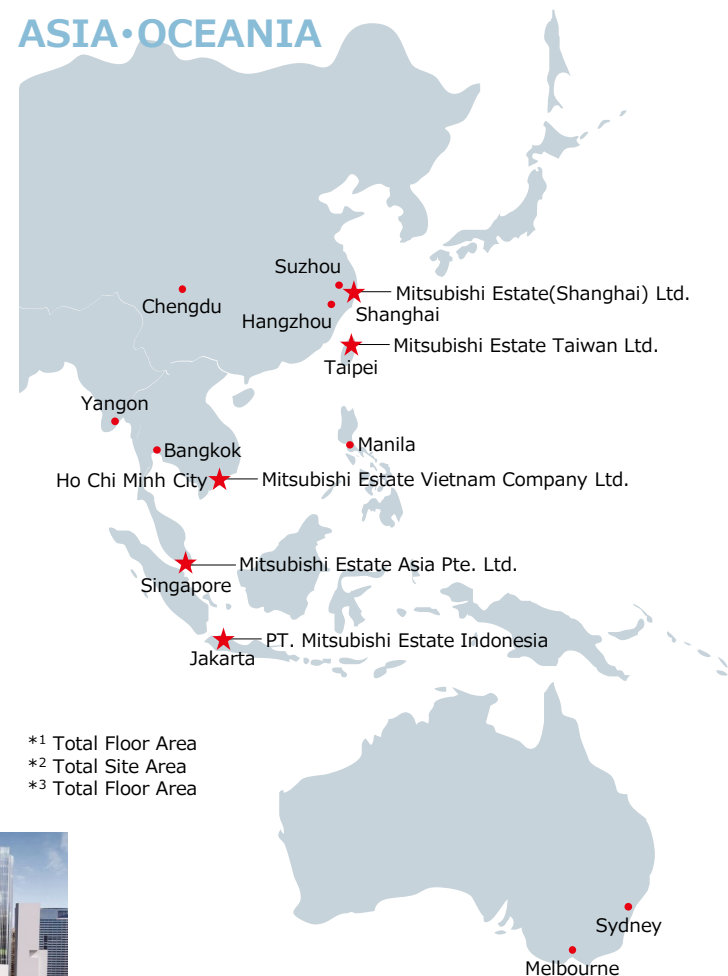 ASIA・OCEANIA
Suzhou
Mitsubishi Estate(Shanghai) Ltd.
Chengdu
Shanghai
Hangzhou
Mitsubishi Estate Taiwan Ltd.
Taipei
Yangon
Manila
Bangkok
Ho Chi Minh City
Mitsubishi Estate Vietnam Company Ltd.
Mitsubishi Estate Asia Pte. Ltd.
Singapore
PT. Mitsubishi Estate Indonesia
Jakarta
*1 Total Floor Area
*2 Total Site Area
*3 Total Floor Area
Sydney
Melbourne